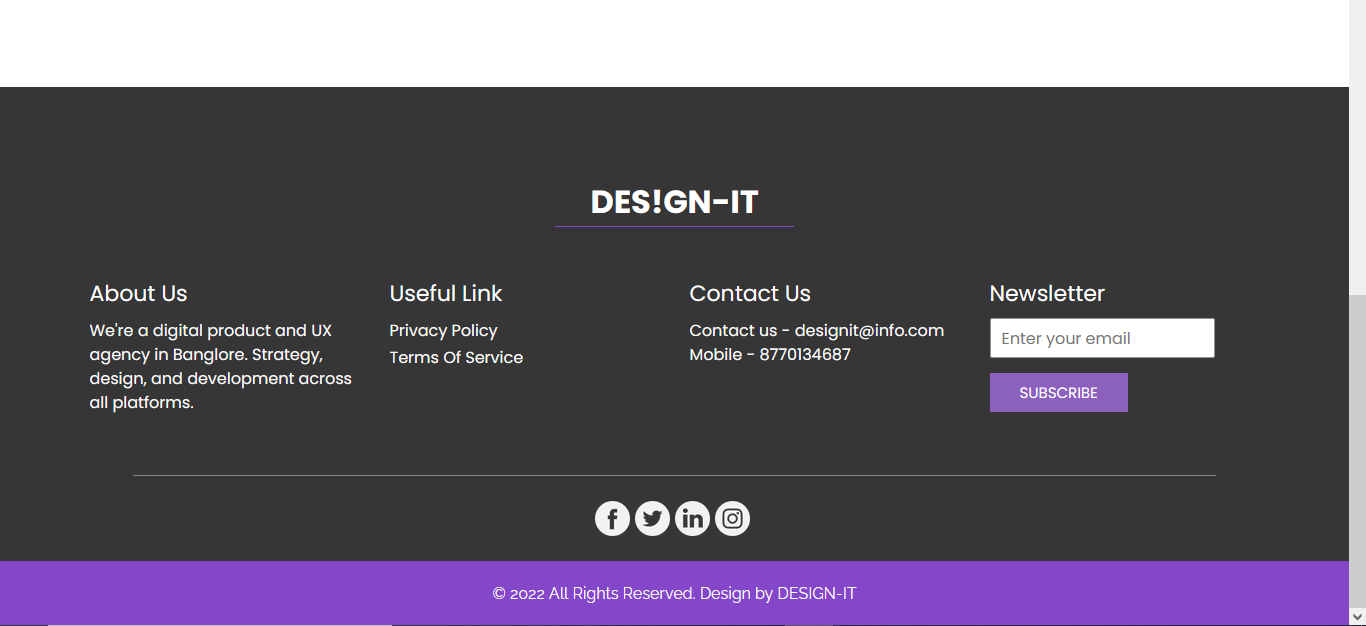 DES!GN-IT
About Us
We're a digital product and UX
agency in Banglore. Strategy,
design, and development across
all platforms.
Useful Link
Privacy Policy
Terms Of Service
Contact Us
Contact us - designit@info.com
Mobile - 8770134687
Newsletter
Enter your email
SUBSCRIBE
© 2022 All Rights Reserved. Design by DESIGN-IT